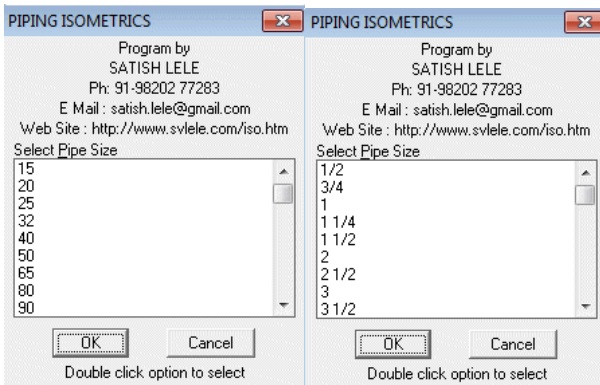 PIPING ISOMETRICS
Program by
SATISH LELE
Ph: 91-98202 77283
E Mail : satish.lele@gmail.com
Web Site : http://www.svlele.com/iso.htm
Select Pipe Size
15
20
25
32
40
50
65
80
90
OK Cancel
Double click option to select
PIPING ISOMETRICS
Program by
SATISH LELE
Ph: 91-98202 77283
E Mail : satish.lele@gmail.com
Web Site : http://www.svlele.com/iso.htm
Select Pipe Size
1/2
3/4
1
1 1/4
1 1/2
2
2 1/2
3
3 1/2
OK Cancel
Double click option to select